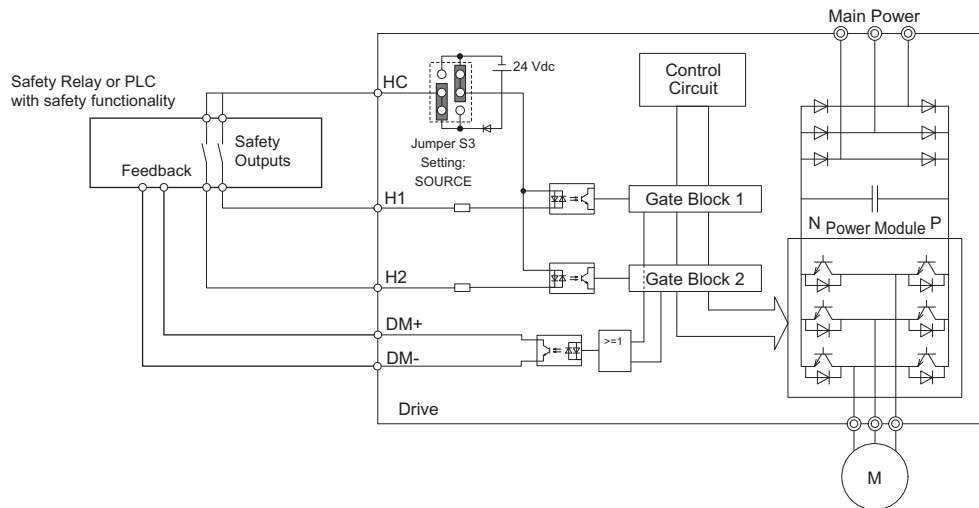 Main Power
Safety Relay or PLC
with safety functionality
HC
24 Vdc
Control
Circuit
Safety
Outputs
Feedback
Jumper S3
Setting:
SOURCE
H1
Gate Block 1
N
P
Power Module
H2
Gate Block 2
DM+
>=1
DM-
Drive
M